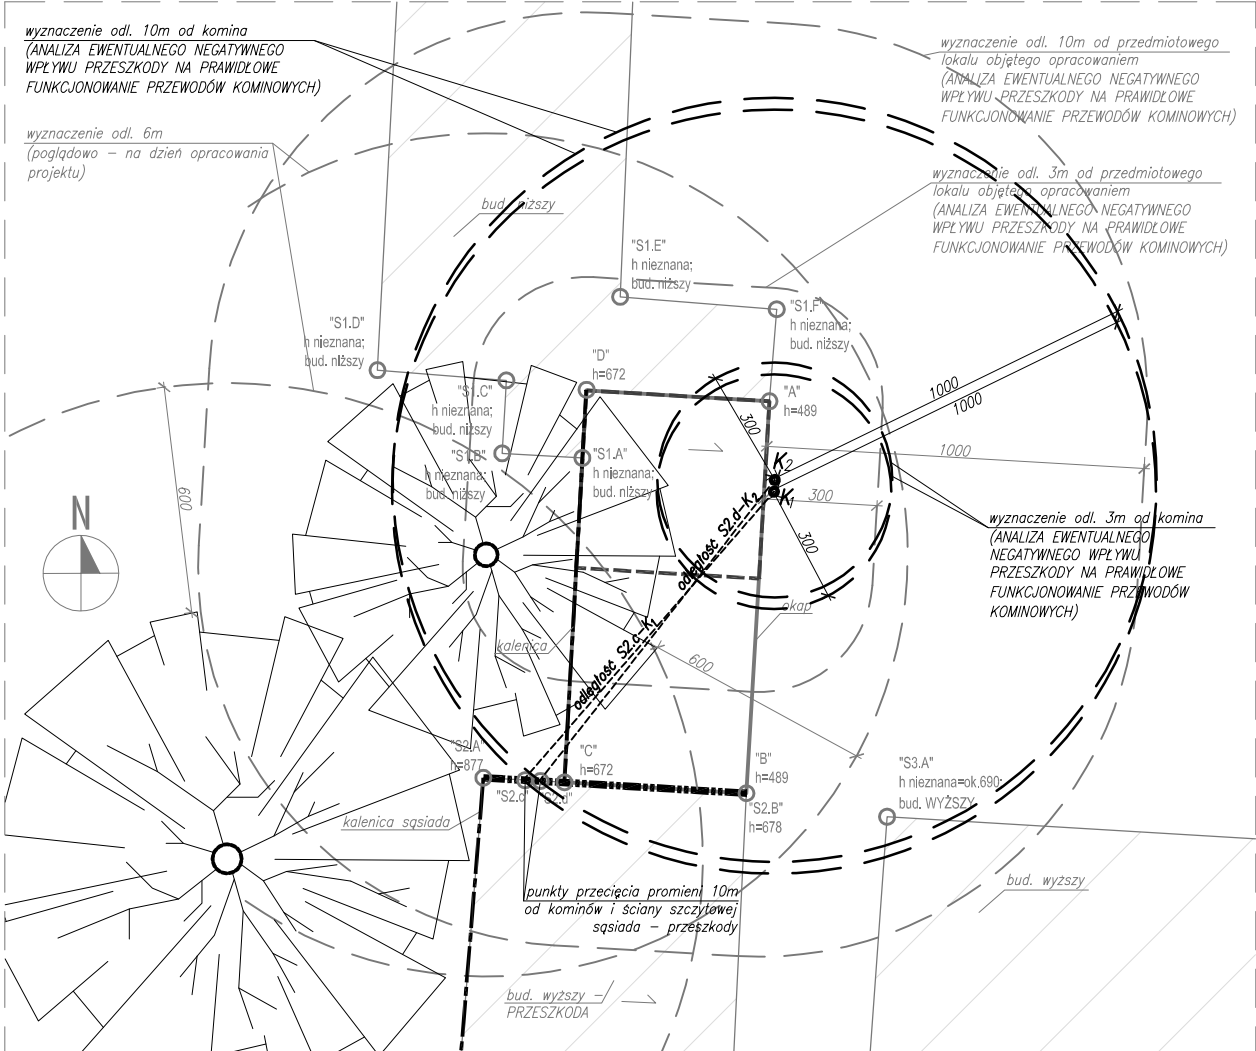 wyznaczenie odl. 10m od komina
(ANALIZA EWENTUALNEGO NEGATYWNEGO
WPŁYWU PRZESZKODY NA PRAWIDŁOWE
FUNKCJONOWANIE PRZEWODÓW KOMINOWYCH)
wyznaczenie odl. 10m od przedmiotowego
lokalu objętego opracowaniem
(ANALIZA EWENTUALNEGO NEGATYWNEGO
WPŁYWU PRZESZKODY NA PRAWIDŁOWE
FUNKCJONOWANIE PRZEWODÓW KOMINOWYCH)
wyznaczenie odl. 6m
(poglądowo – na dzień opracowania
projektu)
wyznaczenie odl. 3m od przedmiotowego
lokalu objętego opracowaniem
(ANALIZA EWENTUALNEGO NEGATYWNEGO
WPŁYWU PRZESZKODY NA PRAWIDŁOWE
FUNKCJONOWANIE PRZEWODÓW KOMINOWYCH)
bud. niższy
"S1.E"
h nieznana;
bud. niższy
"S1.F"
h nieznana;
bud. niższy
"S1.D"
h nieznana;
bud. niższy
"D"
h=672
"A"
h=489
"S1.C"
h nieznana;
bud. niższy
"S1.B"
h nieznana;
bud. niższy
"S1.A"
h nieznana;
bud. niższy
1000
1000
1000
300
300
300
K2
K1
600
N
wyznaczenie odl. 3m od komina
(ANALIZA EWENTUALNEGO
NEGATYWNEGO WPŁYWU
PRZESZKODY NA PRAWIDŁOWE
FUNKCJONOWANIE PRZEWODÓW
KOMINOWYCH)
odległość S2.d-K2
odległość S2.c-K1
okap
kalenica
600
"S2.A"
h=877
"C"
h=672
"B"
h=489
"S2.c"
"S2.d"
"S2.B"
h=678
"S3.A"
h nieznana=ok.690;
bud. WYŻSZY
kalenica sąsiada
punkty przecięcia promieni 10m
od kominów i ściany szczytowej
sąsiada – przeszkody
bud. wyższy
bud. wyższy –
PRZESZKODA